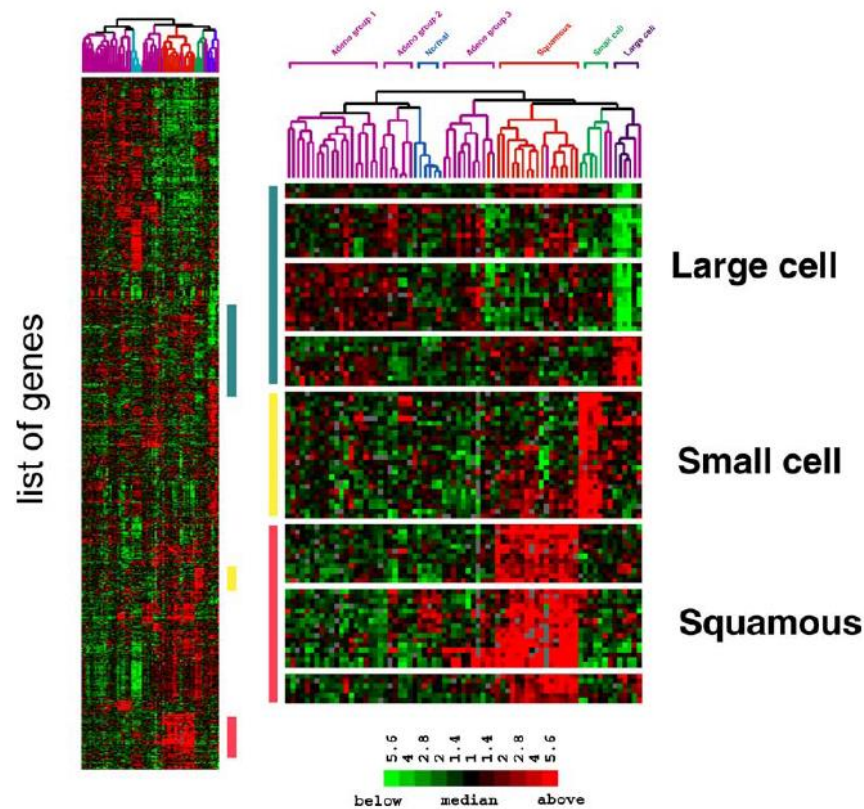 Adeno group 1
Adeno group 2
Normal
Adeno group 3
Squamous
Small cell
Large cell
list of genes
Large cell
Small cell
Squamous
5.6
4
2.8
2
1.4
1
1.4
2
2.8
4
5.6
below median above